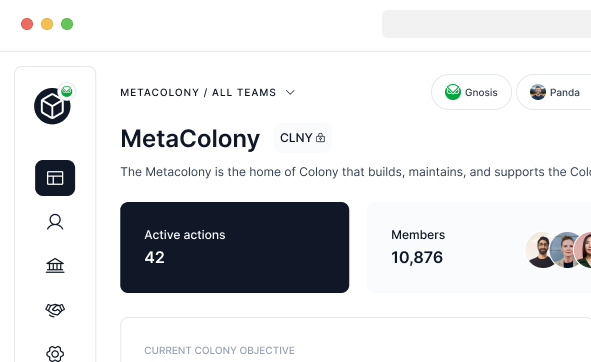 METACOLONY / ALL TEAMS
Gnosis
Panda
MetaColony
CLNY
The Metacolony is the home of Colony that builds, maintains, and supports the
Active actions
42
Members
10,876
CURRENT COLONY OBJECTIVE